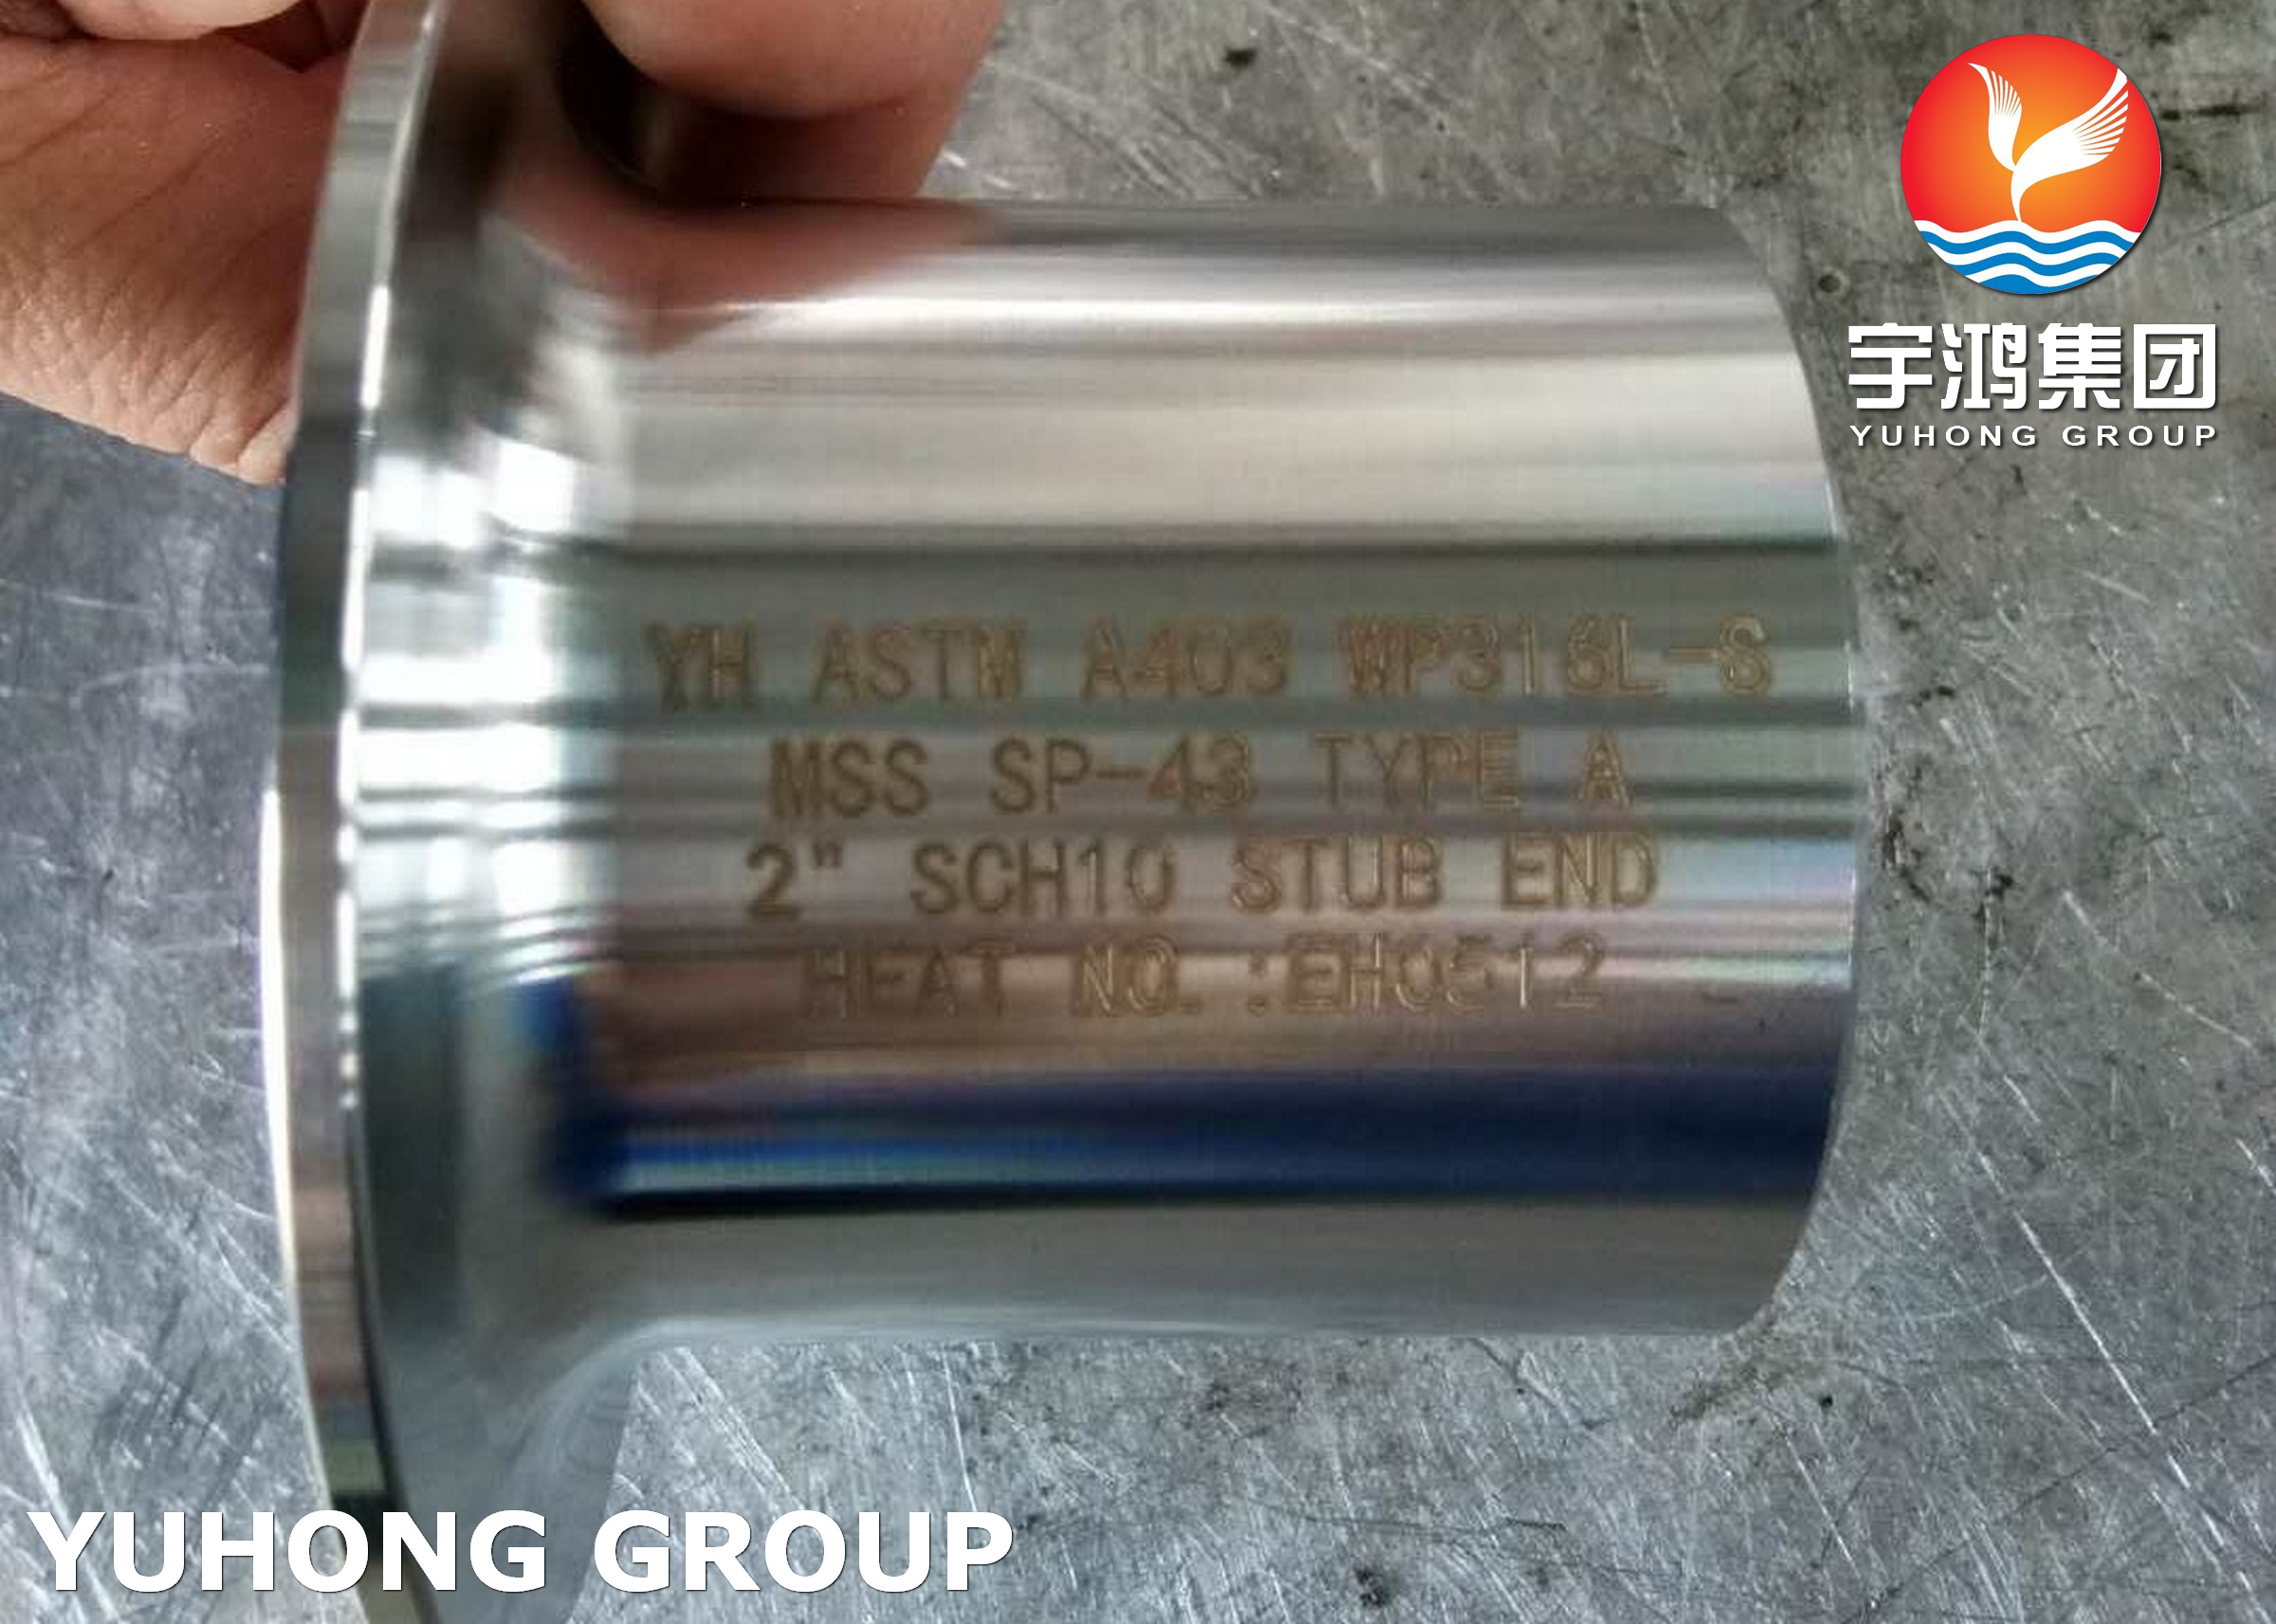 宇鸿集团
YUHONG GROUP
YH ASTM A403 WP316L-S
MSS SP-43 TYPE A
2" SCH10 STUB END
HEAT NO.:EH0512
YUHONG GROUP